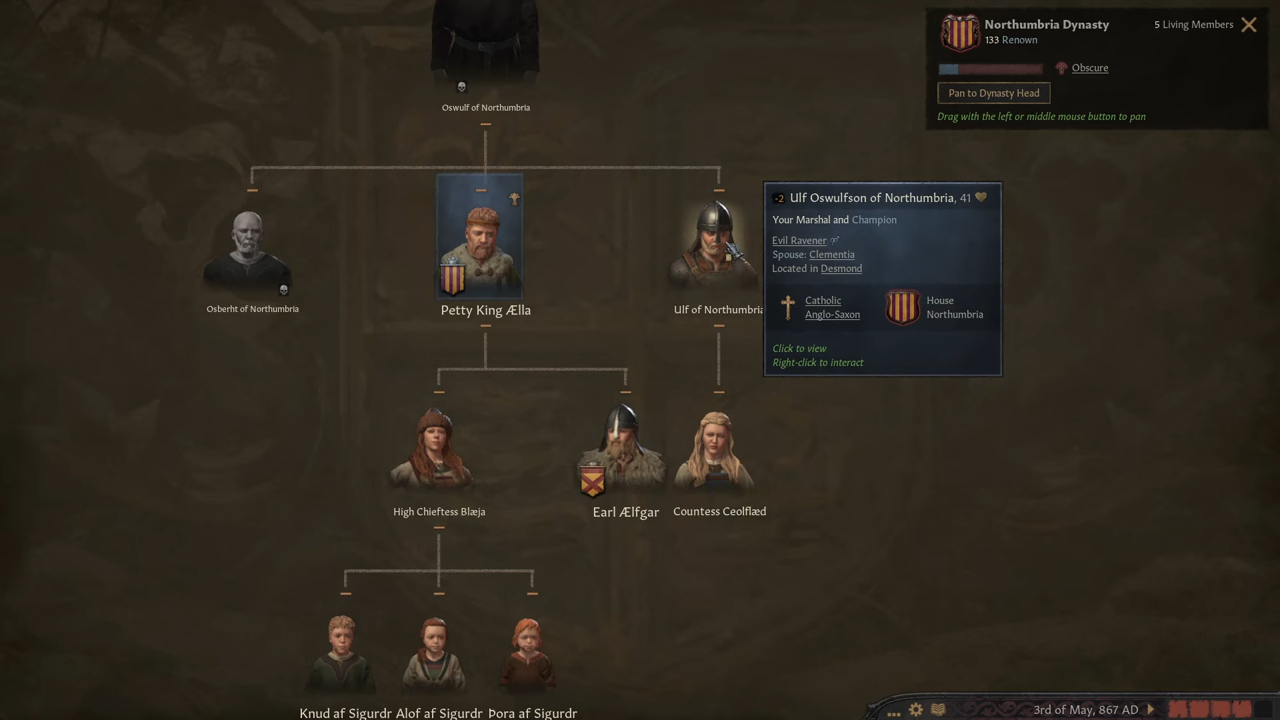 Northumbria Dynasty
5 Living Members
133 Renown
Obscure
Pan to Dynasty Head
Drag with the left or middle mouse button to pan
Oswulf of Northumbria
-2 Ulf Oswulfson of Northumbria, 41
Your Marshal and Champion
Evil Ravener
Spouse: Clementia
Located in Desmond
Catholic
Anglo-Saxon
House
Northumbria
Click to view
Right-click to interact
Osberht of Northumbria
Petty King Ælla
Ulf of Northumbria
High Chieftess Blæja
Earl Ælfgar
Countess Ceolflæd
Knud af Sigurdr
Alof af Sigurdr
Þora af Sigurdr
3rd of May, 867 AD